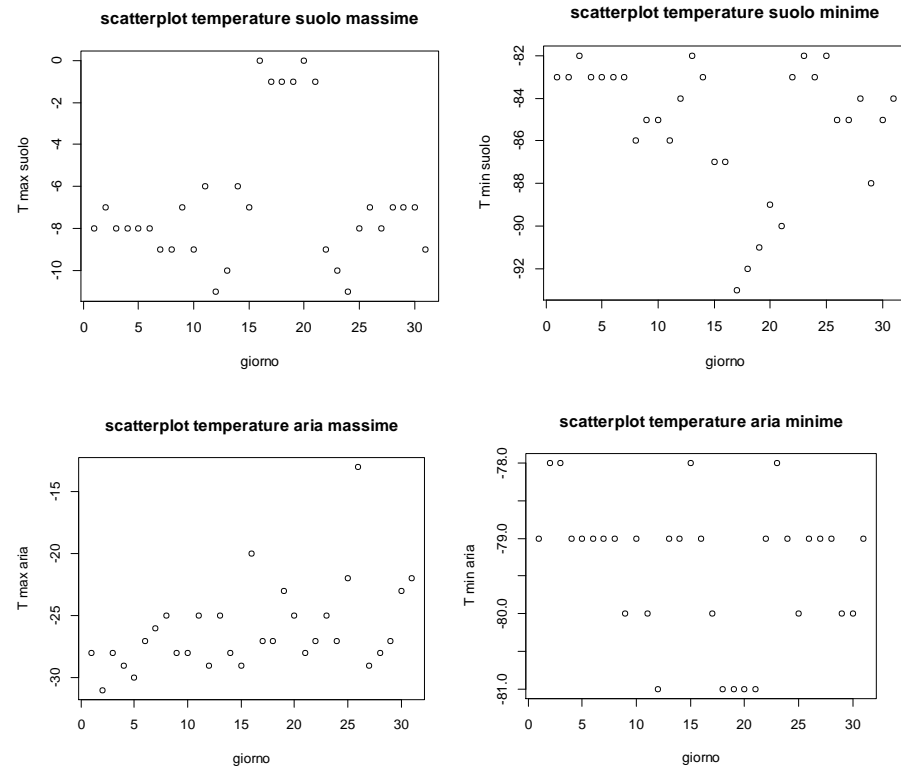 scatterplot temperature suolo massime
T max suolo
0
-2
-4
-6
-8
-10
0 5 10 15 20 25 30
giorno
scatterplot temperature suolo minime
T min suolo
-82
-84
-86
-88
-90
-92
0 5 10 15 20 25 30
giorno
scatterplot temperature aria massime
T max aria
-15
-20
-25
-30
0 5 10 15 20 25 30
giorno
scatterplot temperature aria minime
T min aria
-78.0
-79.0
-80.0
-81.0
0 5 10 15 20 25 30
giorno